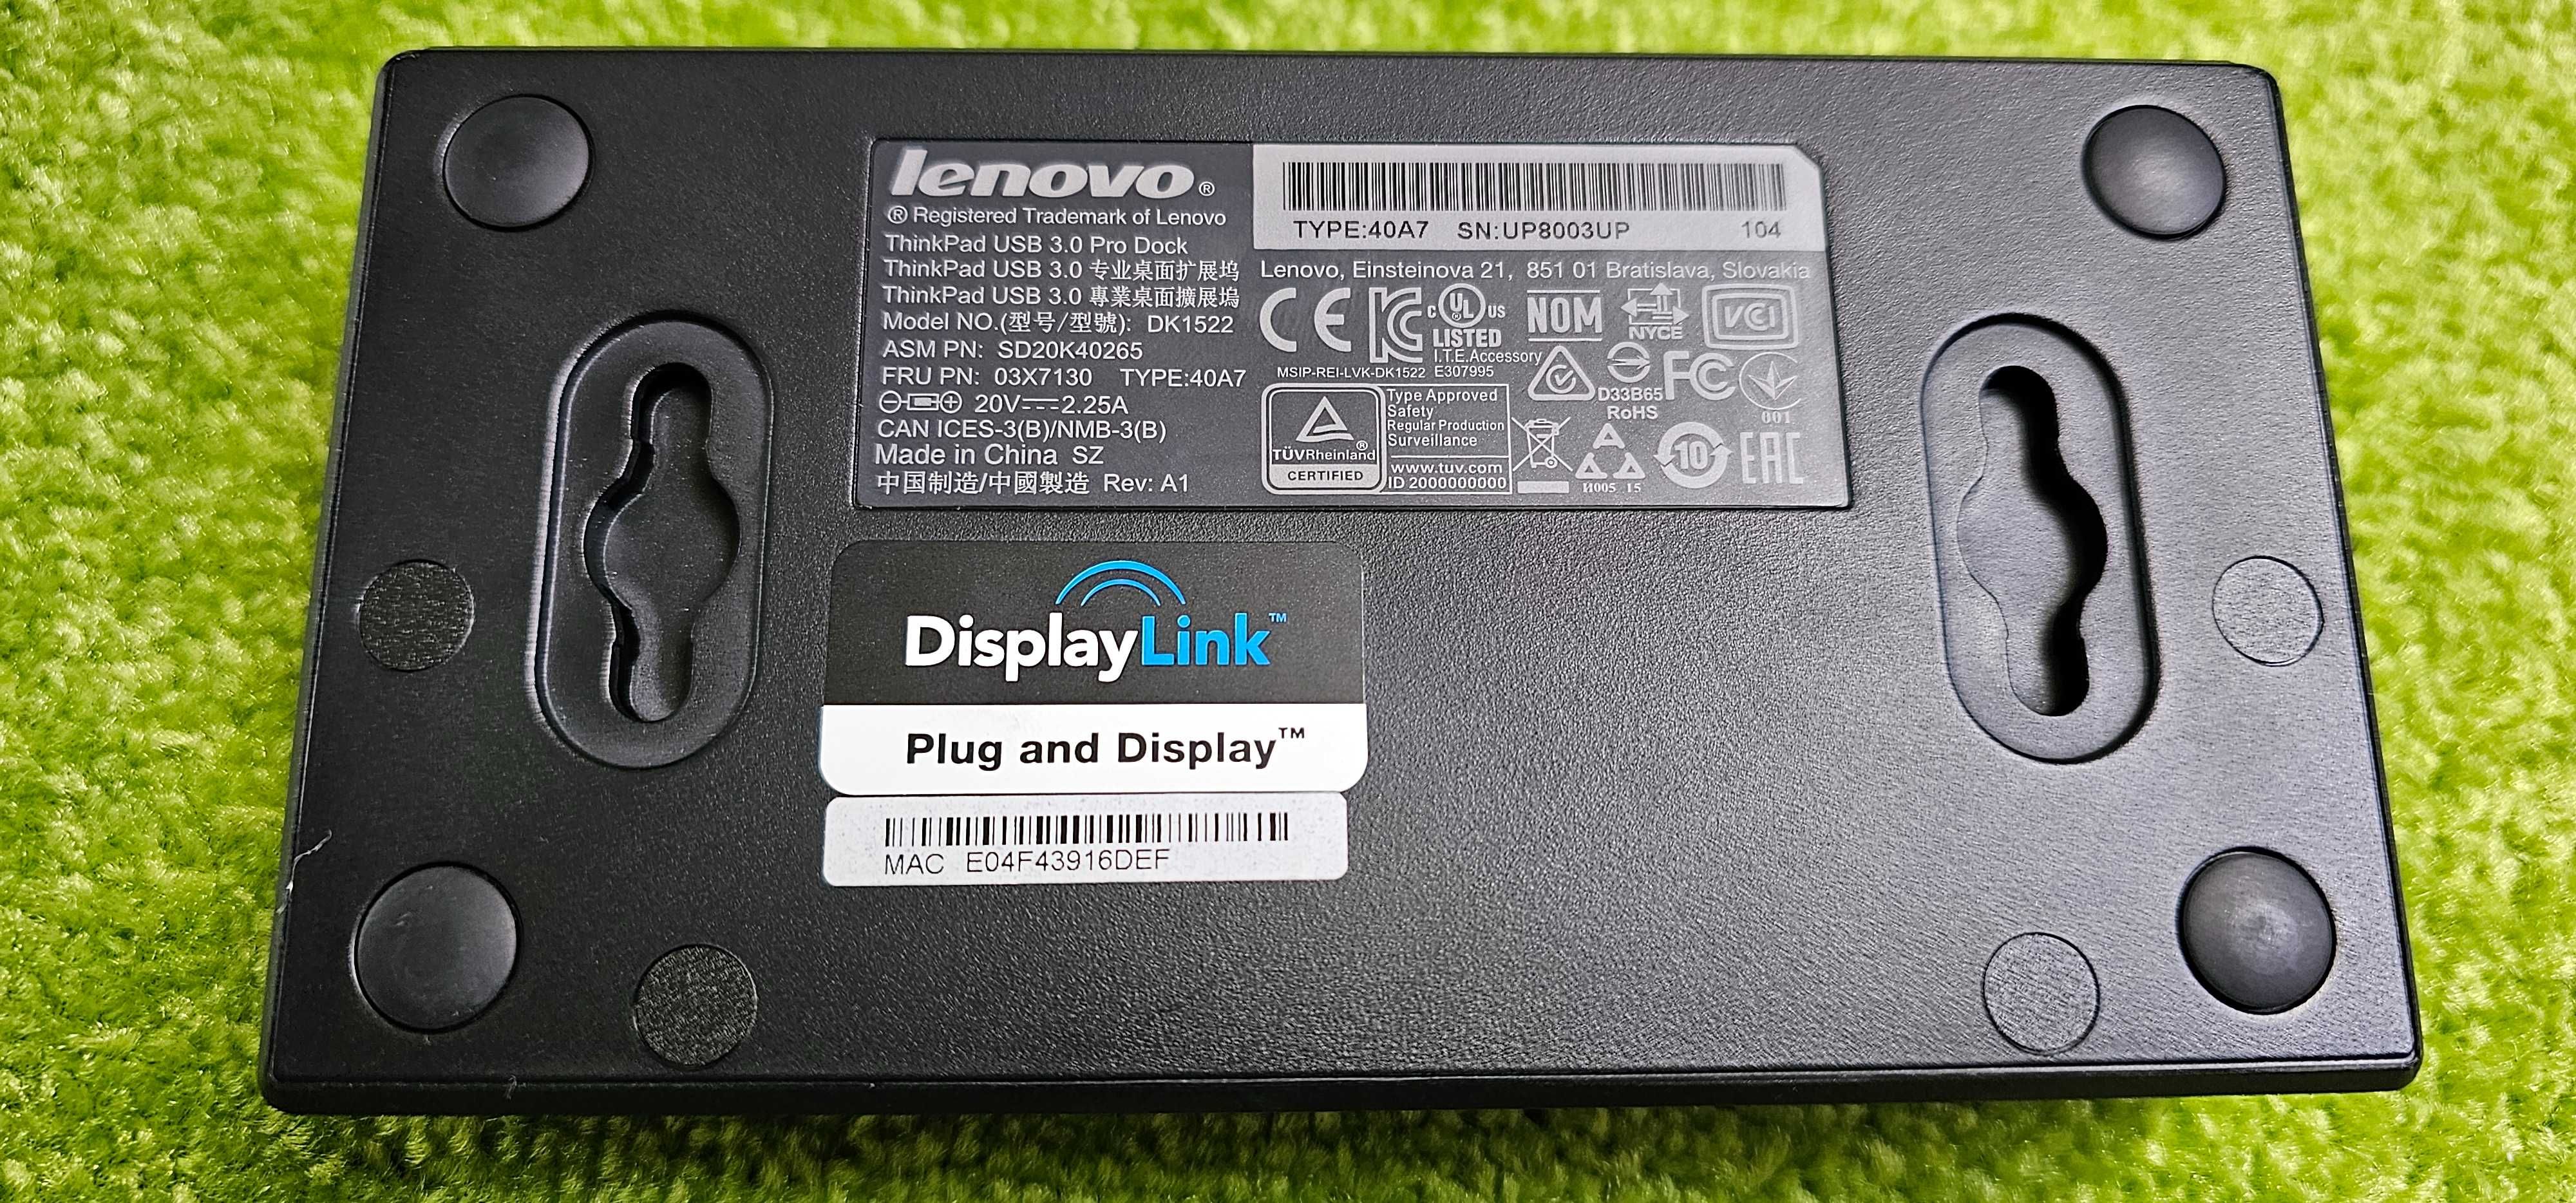 lenovo®
® Registered Trademark of Lenovo
ThinkPad USB 3.0 Pro Dock
ThinkPad USB 3.0 专业桌面扩展坞
ThinkPad USB 3.0 專業桌面擴展塢
Model NO.(型号/型號): DK1522
ASM PN: SD20K40265
FRU PN: 03X7130 TYPE:40A7
20V 2.25A
CAN ICES-3(B)/NMB-3(B)
Made in China SZ
中国制造/中國製造 Rev: A1
TYPE:40A7 SN:UP8003UP 104
Lenovo, Einsteinova 21, 851 01 Bratislava, Slovakia
CE KC C UL ® US NOM NYCE VCI
LISTED
I.T.E.Accessory
MSIP-REI-LVK-DK1522 E307995
D33B65
RoHS
FC
001
TÜVRheinland®
CERTIFIED
Type Approved
Safety
Regular Production
Surveillance
www.tuv.com
ID 2000000000
И005 15
10
EAC
DisplayLink™
Plug and Display™
MAC E04F43916DEF